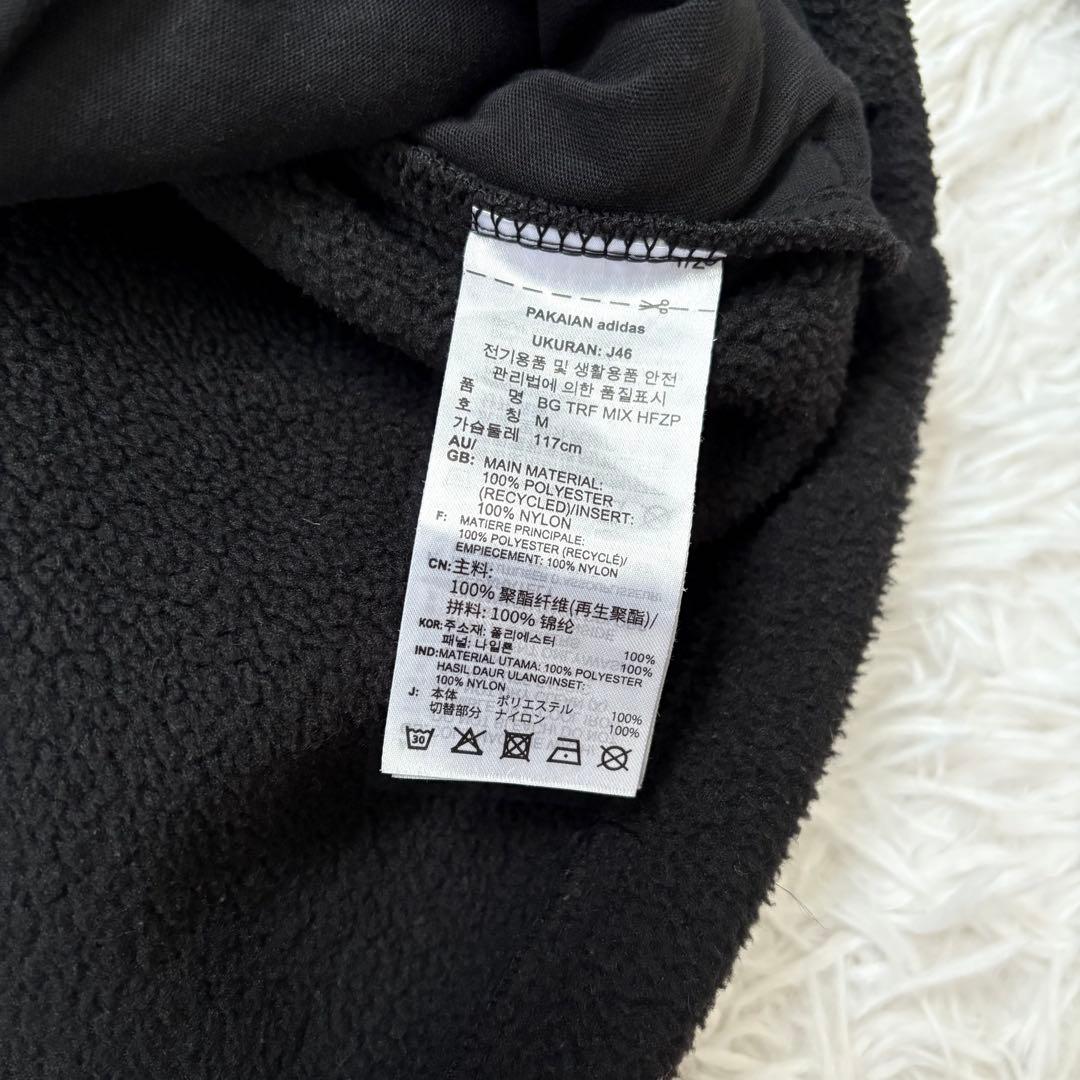 1/2
PAKAIAN adidas
UKURAN: J46
전기용품 및 생활용품 안전
관리법에 의한 품질표시
품 명 BG TRF MIX HFZP
호 칭 M
가슴둘레 117cm
AU/
GB: MAIN MATERIAL:
100% POLYESTER
(RECYCLED)/INSERT:
100% NYLON
F: MATIERE PRINCIPALE:
100% POLYESTER (RECYCLÉ)/
EMPIECEMENT: 100% NYLON
CN:主料:
100% 聚酯纤维(再生聚酯)/
拼料: 100% 锦纶
KOR:주소재: 폴리에스터 100%
패널: 나일론 100%
IND:MATERIAL UTAMA: 100% POLYESTER
HASIL DAUR ULANG/INSET:
100% NYLON
J: 本体 ポリエステル 100%
切替部分 ナイロン 100%
30